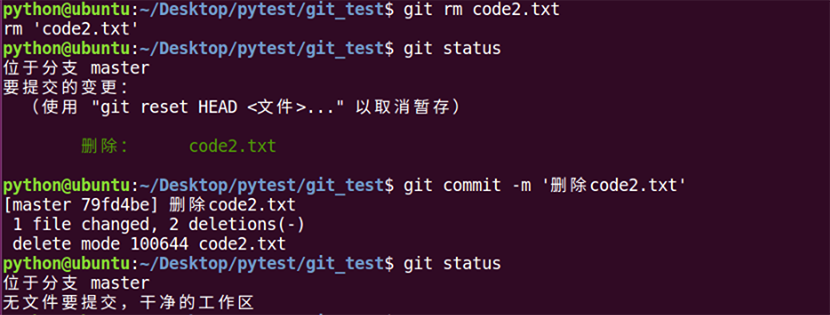 python@ubuntu:~/Desktop/pytest/git_test$ git rm code2.txt
rm 'code2.txt'
python@ubuntu:~/Desktop/pytest/git_test$ git status
位于分支 master
要提交的变更：
  （使用 "git reset HEAD <文件>..." 以取消暂存）
        删除：     code2.txt
python@ubuntu:~/Desktop/pytest/git_test$ git commit -m '删除code2.txt'
[master 79fd4be] 删除code2.txt
 1 file changed, 2 deletions(-)
 delete mode 100644 code2.txt
python@ubuntu:~/Desktop/pytest/git_test$ git status
位于分支 master
无文件要提交，干净的工作区